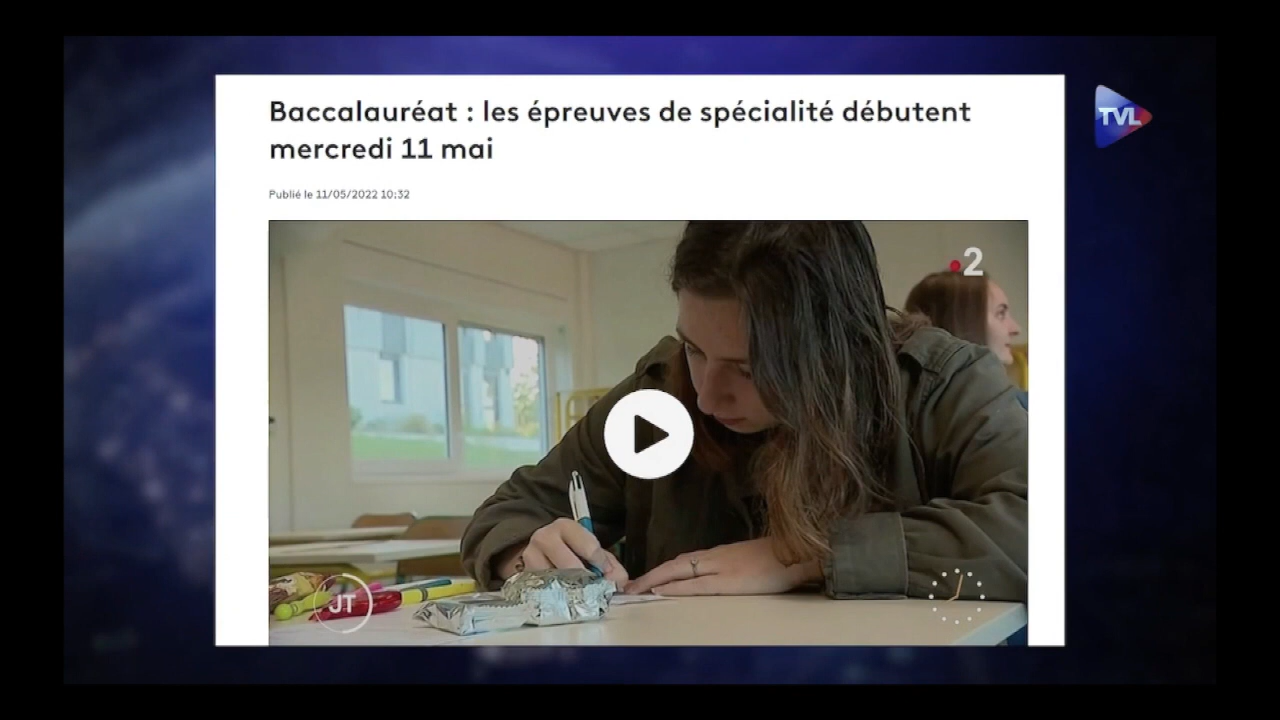 Baccalauréat : les épreuves de spécialité débutent
mercredi 11 mai
TVL
Publié le 11/05/2022 10:32
2
JT